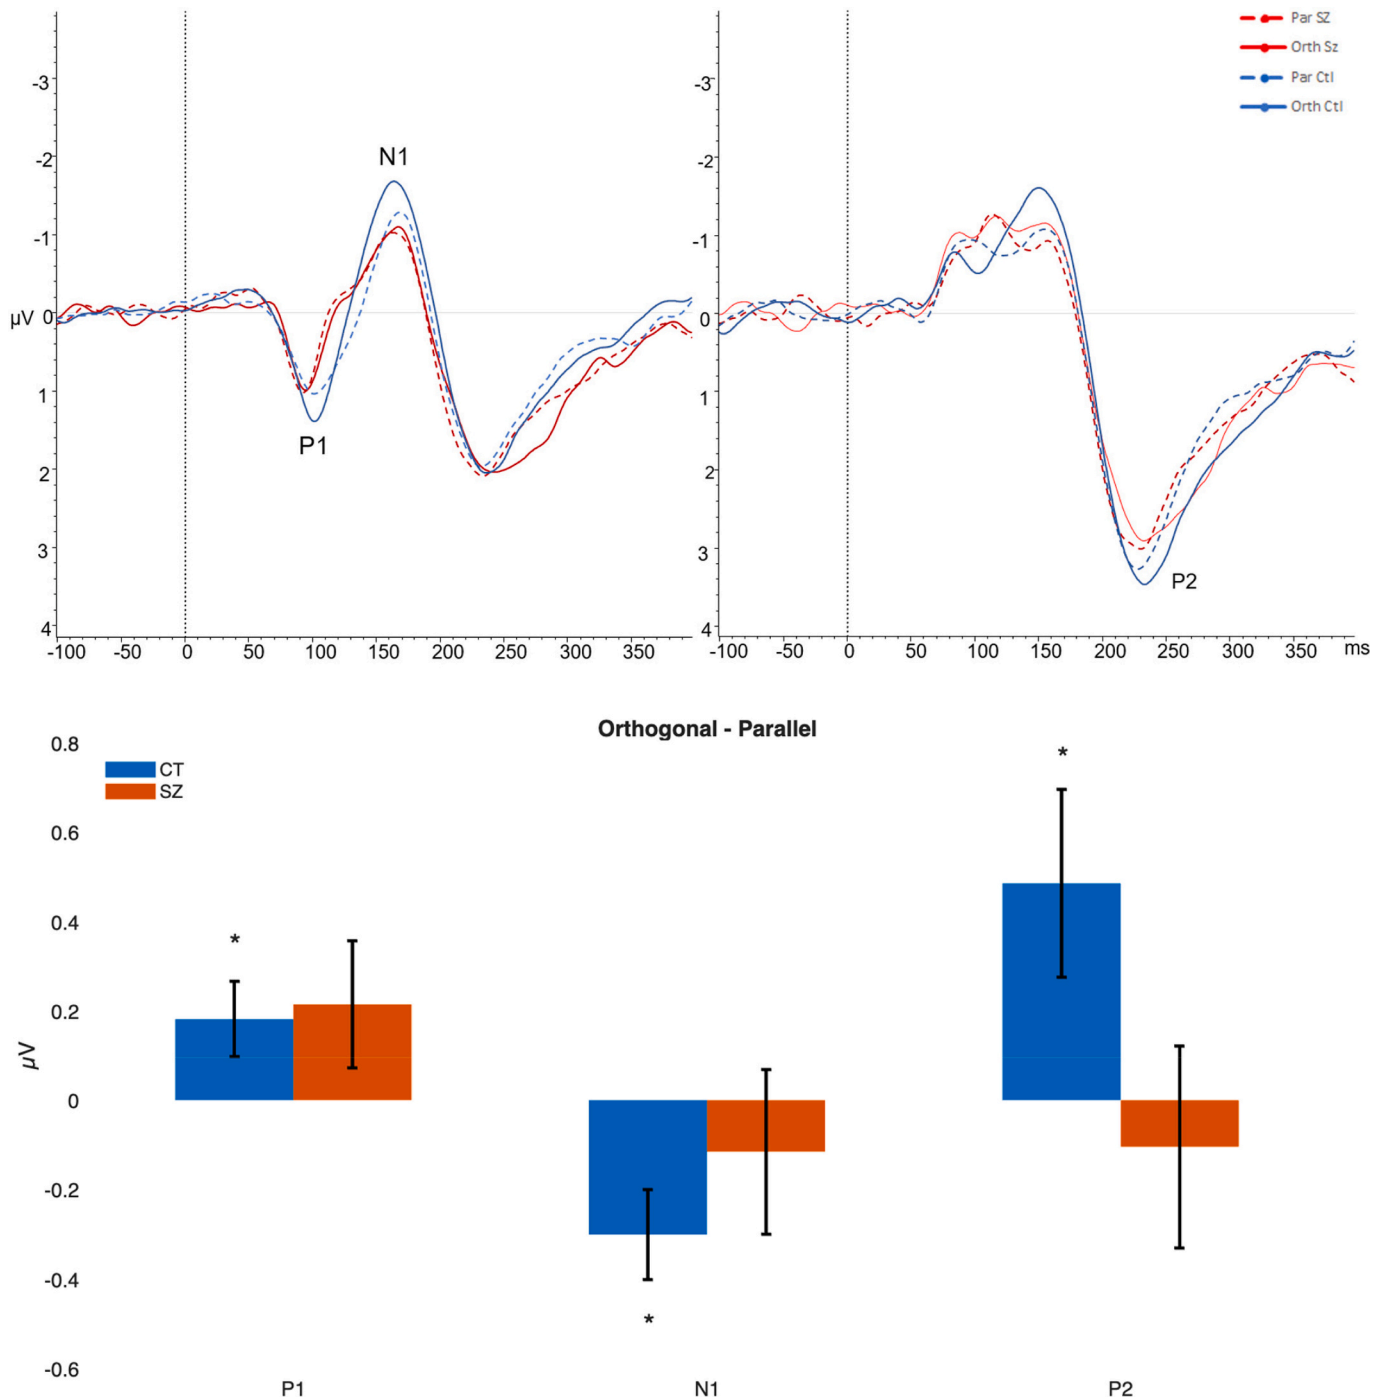 Par SZ
Orth Sz
Par Ctl
Orth Ctl
-3
-2
-1
µV 0
1
2
3
4
N1
P1
-100 -50 0 50 100 150 200 250 300 350
-3
-2
-1
0
1
2
3
4
P2
-100 -50 0 50 100 150 200 250 300 350 ms
Orthogonal - Parallel
CT
SZ
0.8
0.6
0.4
0.2
0
-0.2
-0.4
-0.6
µV
*
*
*
P1 N1 P2